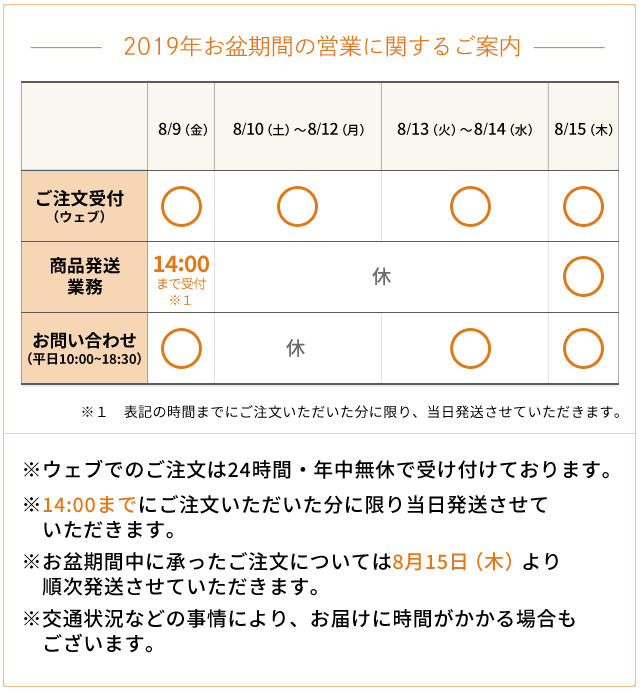 2019年お盆期間の営業に関するご案内
8/9（金） 8/10（土）～8/12（月） 8/13（火）～8/14（水） 8/15（木）
ご注文受付
（ウェブ）
商品発送
業務
14:00
まで受付
※１
休
お問い合わせ
（平日10:00~18:30）
休
※１　表記の時間までにご注文いただいた分に限り、当日発送させていただきます。
※ウェブでのご注文は24時間・年中無休で受け付けております。
※14:00までにご注文いただいた分に限り当日発送させて
いただきます。
※お盆期間中に承ったご注文については8月15日（木）より
順次発送させていただきます。
※交通状況などの事情により、お届けに時間がかかる場合も
ございます。